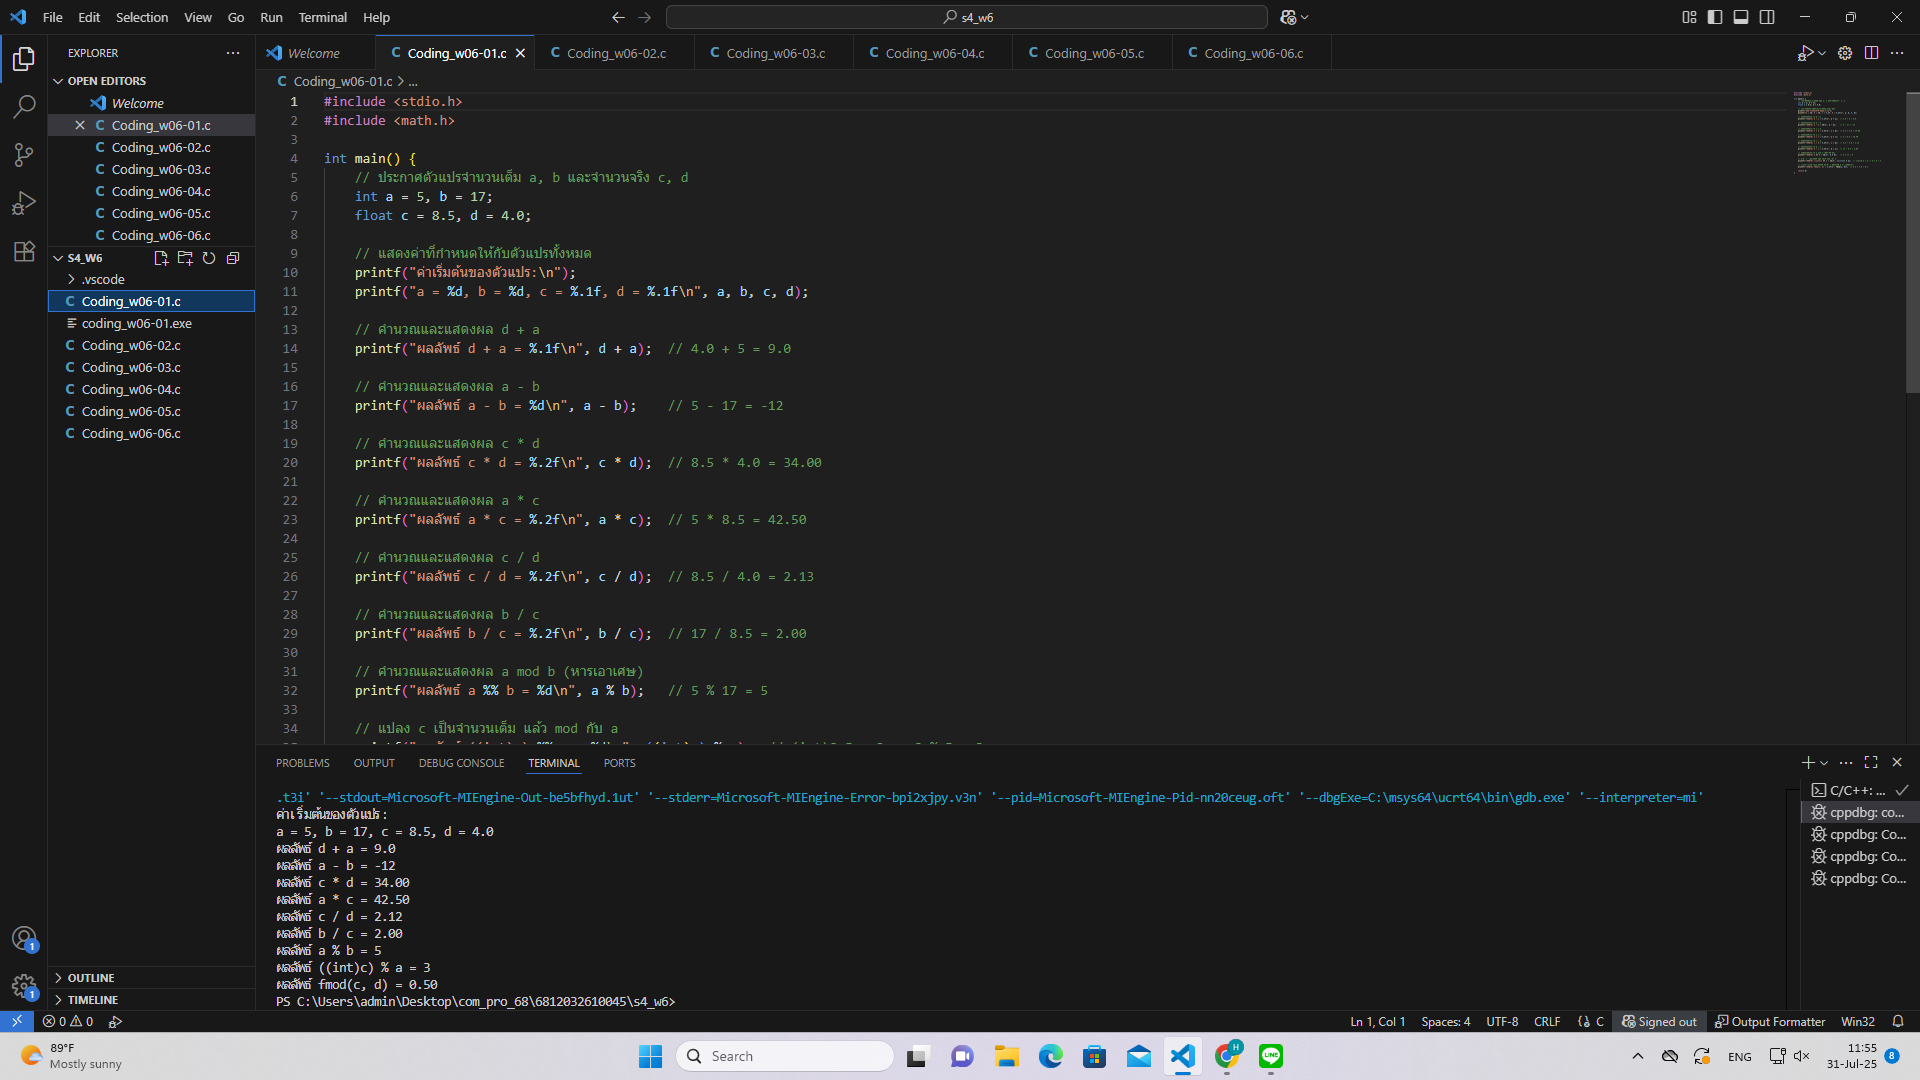 File Edit Selection View Go Run Terminal Help
s4_w6
EXPLORER
OPEN EDITORS
Welcome
Coding_w06-01.c
Coding_w06-02.c
Coding_w06-03.c
Coding_w06-04.c
Coding_w06-05.c
Coding_w06-06.c
S4_W6
.vscode
Coding_w06-01.c
coding_w06-01.exe
Coding_w06-02.c
Coding_w06-03.c
Coding_w06-04.c
Coding_w06-05.c
Coding_w06-06.c
OUTLINE
TIMELINE
Welcome Coding_w06-01.c Coding_w06-02.c Coding_w06-03.c Coding_w06-04.c Coding_w06-05.c Coding_w06-06.c
Coding_w06-01.c > ...
1 #include <stdio.h>
2 #include <math.h>
3
4 int main() {
5 // ประกาศตัวแปรจำนวนเต็ม a, b และจำนวนจริง c, d
6 int a = 5, b = 17;
7 float c = 8.5, d = 4.0;
8
9 // แสดงค่าที่กำหนดให้กับตัวแปรทั้งหมด
10 printf("ค่าเริ่มต้นของตัวแปร:\n");
11 printf("a = %d, b = %d, c = %.1f, d = %.1f\n", a, b, c, d);
12
13 // คำนวณและแสดงผล d + a
14 printf("ผลลัพธ์ d + a = %.1f\n", d + a); // 4.0 + 5 = 9.0
15
16 // คำนวณและแสดงผล a - b
17 printf("ผลลัพธ์ a - b = %d\n", a - b); // 5 - 17 = -12
18
19 // คำนวณและแสดงผล c * d
20 printf("ผลลัพธ์ c * d = %.2f\n", c * d); // 8.5 * 4.0 = 34.00
21
22 // คำนวณและแสดงผล a * c
23 printf("ผลลัพธ์ a * c = %.2f\n", a * c); // 5 * 8.5 = 42.50
24
25 // คำนวณและแสดงผล c / d
26 printf("ผลลัพธ์ c / d = %.2f\n", c / d); // 8.5 / 4.0 = 2.13
27
28 // คำนวณและแสดงผล b / c
29 printf("ผลลัพธ์ b / c = %.2f\n", b / c); // 17 / 8.5 = 2.00
30
31 // คำนวณและแสดงผล a mod b (หารเอาเศษ)
32 printf("ผลลัพธ์ a %% b = %d\n", a % b); // 5 % 17 = 5
33
34 // แปลง c เป็นจำนวนเต็ม แล้ว mod กับ a
PROBLEMS OUTPUT DEBUG CONSOLE TERMINAL PORTS
.t3i' '--stdout=Microsoft-MIEngine-Out-be5bfhyd.1ut' '--stderr=Microsoft-MIEngine-Error-bpi2xjpy.v3n' '--pid=Microsoft-MIEngine-Pid-nn20ceug.oft' '--dbgExe=C:\msys64\ucrt64\bin\gdb.exe' '--interpreter=mi'
ค่าเริ่มต้นของตัวแปร:
a = 5, b = 17, c = 8.5, d = 4.0
ผลลัพธ์ d + a = 9.0
ผลลัพธ์ a - b = -12
ผลลัพธ์ c * d = 34.00
ผลลัพธ์ a * c = 42.50
ผลลัพธ์ c / d = 2.12
ผลลัพธ์ b / c = 2.00
ผลลัพธ์ a % b = 5
ผลลัพธ์ ((int)c) % a = 3
ผลลัพธ์ fmod(c, d) = 0.50
PS C:\Users\admin\Desktop\com_pro_68\6812032610045\s4_w6>
C/C++: ...
cppdbg: co...
cppdbg: Co...
cppdbg: Co...
cppdbg: Co...
0 0
Ln 1, Col 1 Spaces: 4 UTF-8 CRLF {} C Signed out Output Formatter Win32
89°F
Mostly sunny
Search
H
LINE
ENG
11:55
31-Jul-25
8
1
1